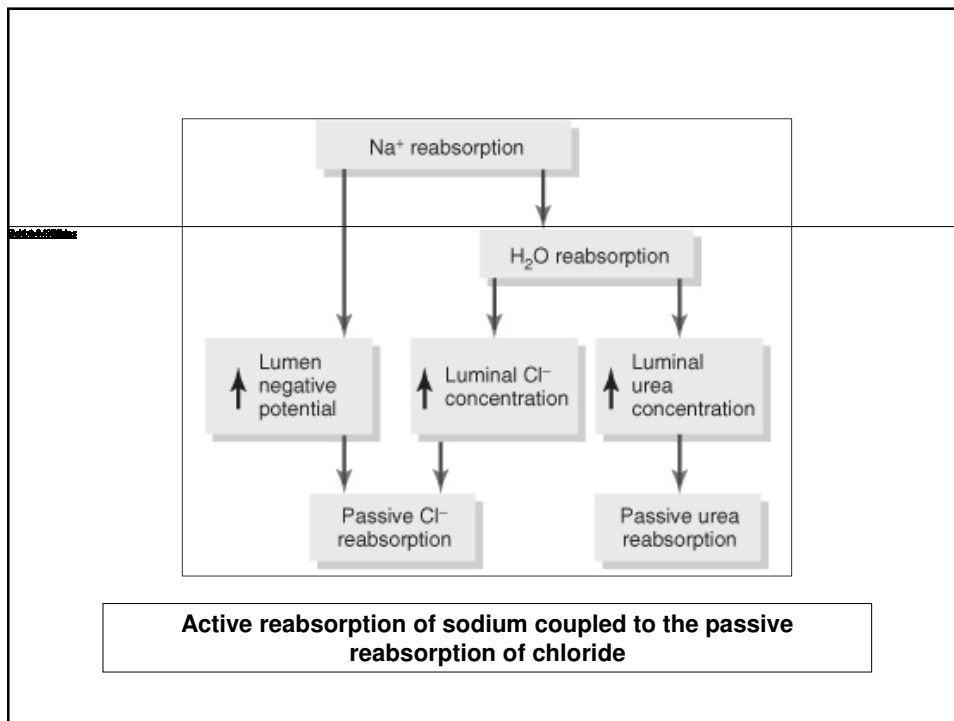 Na⁺ reabsorption
H₂O reabsorption
Lumen
negative
potential
Luminal Cl⁻
concentration
Luminal
urea
concentration
Passive Cl⁻
reabsorption
Passive urea
reabsorption
Active reabsorption of sodium coupled to the passive
reabsorption of chloride